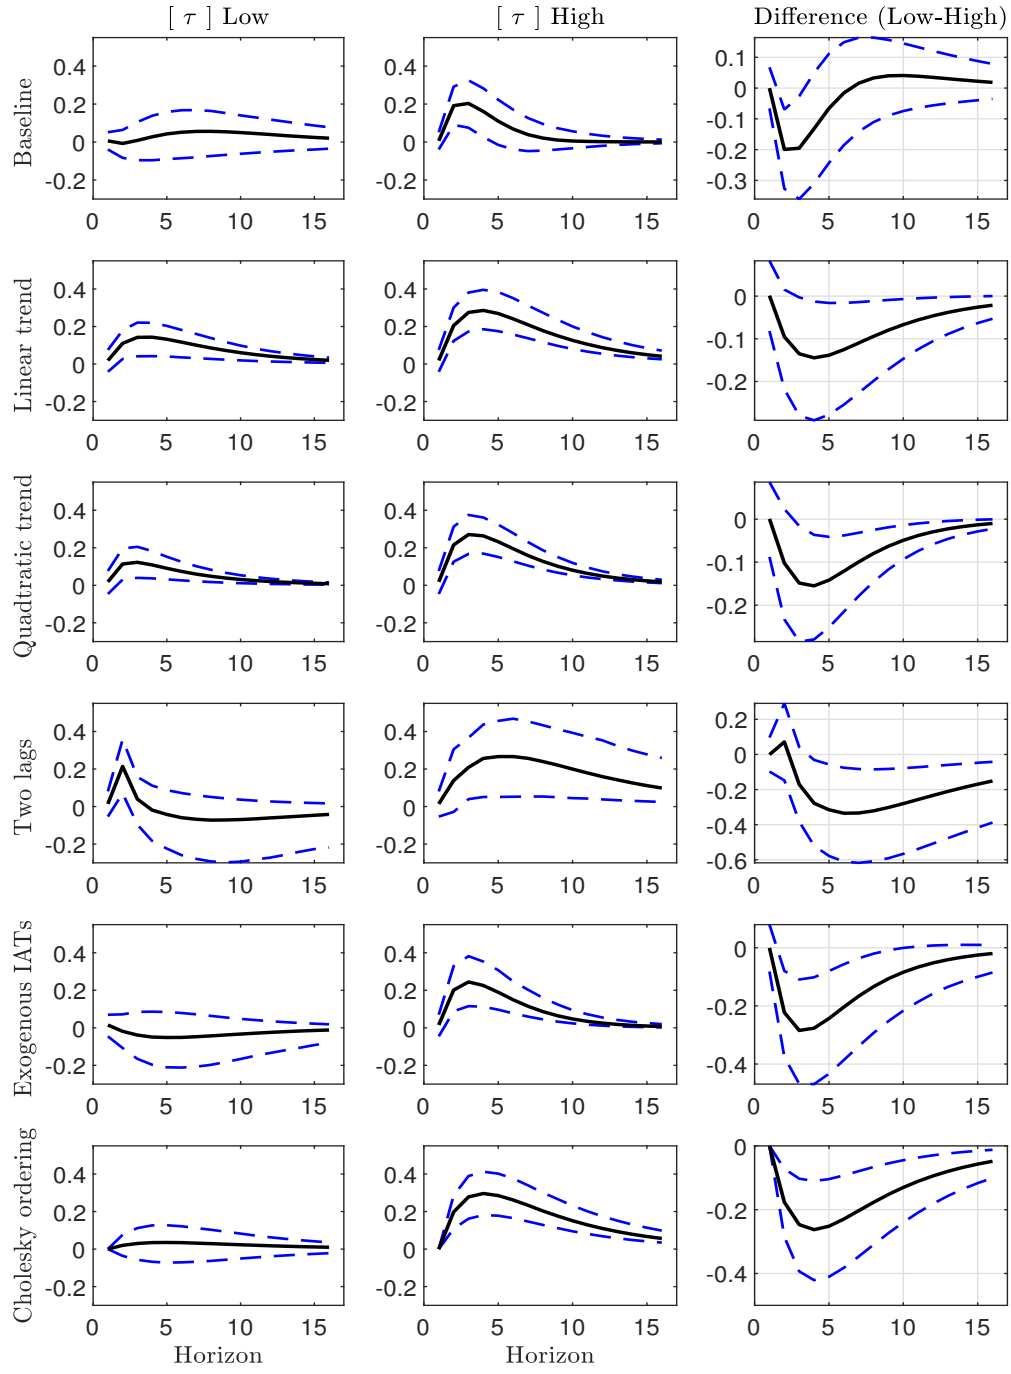 [ τ ] Low [ τ ] High Difference (Low-High)
Baseline
0.4 0.2 0 -0.2
0 5 10 15
0.4 0.2 0 -0.2
0 5 10 15
0.1 0 -0.1 -0.2 -0.3
0 5 10 15
Linear trend
0.4 0.2 0 -0.2
0 5 10 15
0.4 0.2 0 -0.2
0 5 10 15
0 -0.1 -0.2
0 5 10 15
Quadtratic trend
0.4 0.2 0 -0.2
0 5 10 15
0.4 0.2 0 -0.2
0 5 10 15
0 -0.1 -0.2
0 5 10 15
Two lags
0.4 0.2 0 -0.2
0 5 10 15
0.4 0.2 0 -0.2
0 5 10 15
0.2 0 -0.2 -0.4 -0.6
0 5 10 15
Exogenous IATs
0.4 0.2 0 -0.2
0 5 10 15
0.4 0.2 0 -0.2
0 5 10 15
0 -0.2 -0.4
0 5 10 15
Cholesky ordering
0.4 0.2 0 -0.2
0 5 10 15
0.4 0.2 0 -0.2
0 5 10 15
0 -0.2 -0.4
0 5 10 15
Horizon Horizon